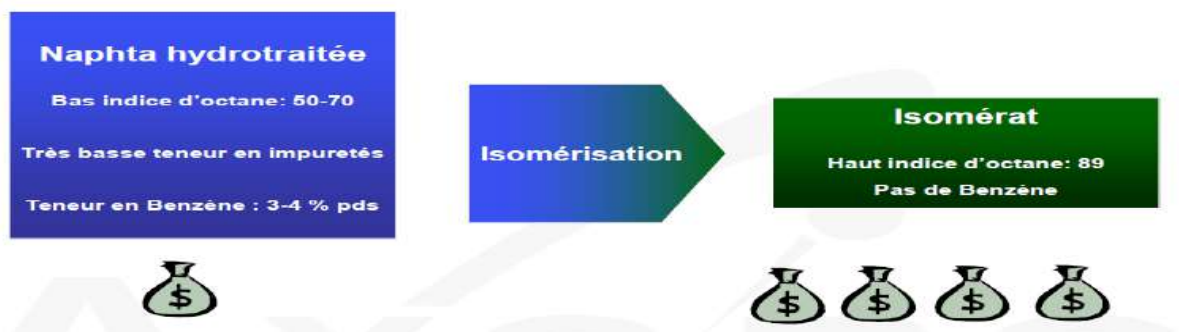 Naphta hydrotraitée
Bas indice d'octane: 50-70
Très basse teneur en impuretés
Teneur en Benzène : 3-4 % pds
Isomérisation
Isomérat
Haut indice d'octane: 89
Pas de Benzène
$
$ $ $ $